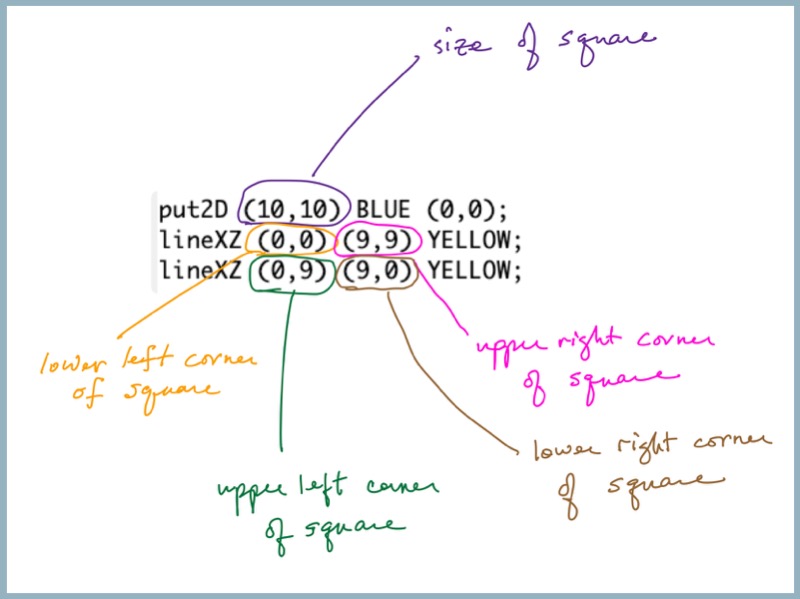 size of square
put2D (10,10) BLUE (0,0);
lineXZ (0,0) (9,9) YELLOW;
lineXZ (0,9) (9,0) YELLOW;
lower left corner
of square
upper right corner
of square
lower right corner
of square
upper left corner
of square